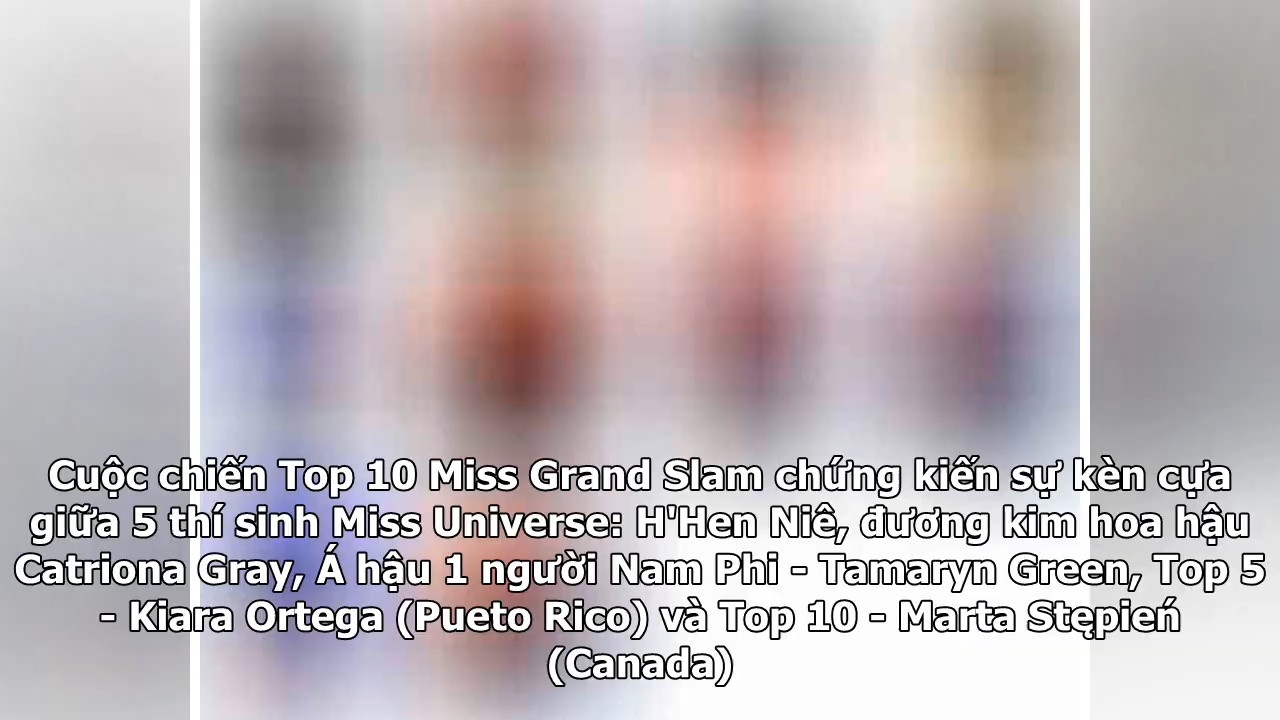 Cuộc chiến Top 10 Miss Grand Slam chứng kiến sự kèn cựa
giữa 5 thí sinh Miss Universe: H'Hen Niê, đương kim hoa hậu
Catriona Gray, Á hậu 1 người Nam Phi - Tamaryn Green, Top 5
- Kiara Ortega (Pueto Rico) và Top 10 - Marta Stępień
(Canada)